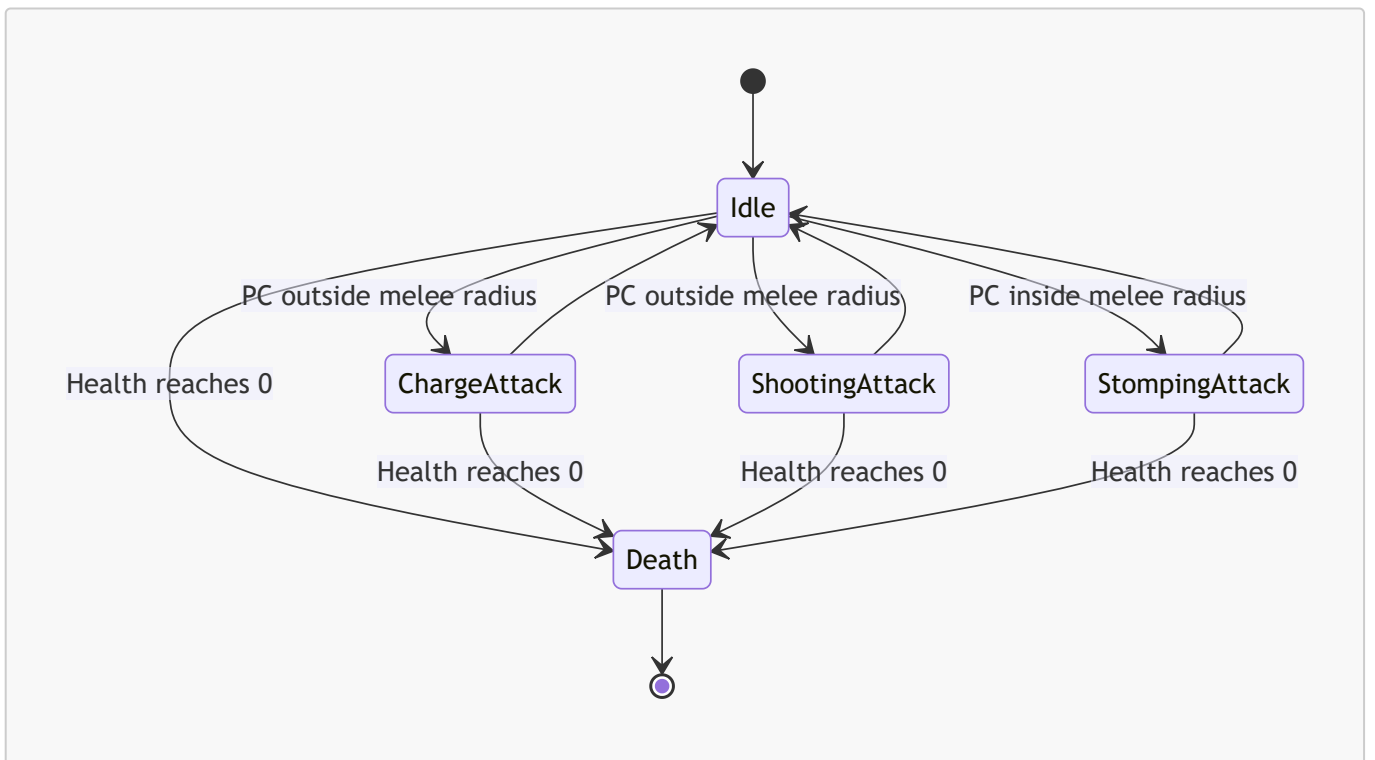 Idle
PC outside melee radius
PC outside melee radius
PC inside melee radius
Health reaches 0
ChargeAttack
ShootingAttack
StompingAttack
Health reaches 0
Health reaches 0
Health reaches 0
Death